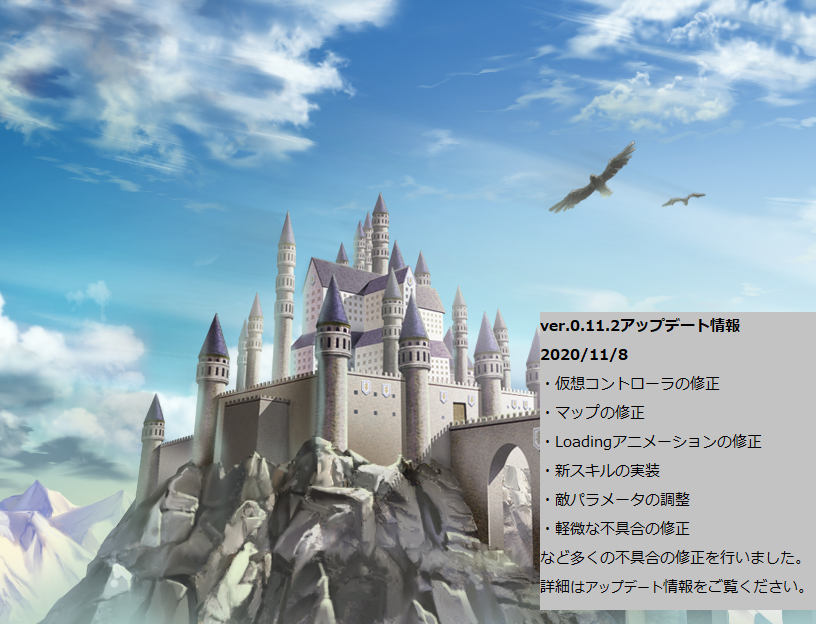 ver.0.11.2アップデート情報
2020/11/8
・仮想コントローラの修正
・マップの修正
・Loadingアニメーションの修正
・新スキルの実装
・敵パラメータの調整
・軽微な不具合の修正
など多くの不具合の修正を行いました。
詳細はアップデート情報をご覧ください。